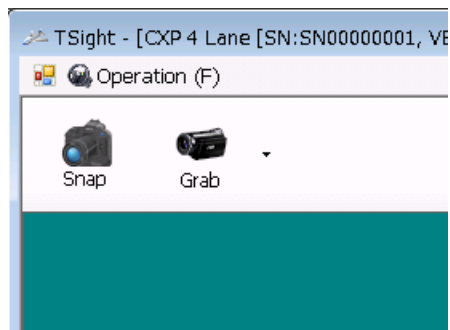 TSight - [CXP 4 Lane [SN:SN00000001, VE
Operation (F)
Snap Grab